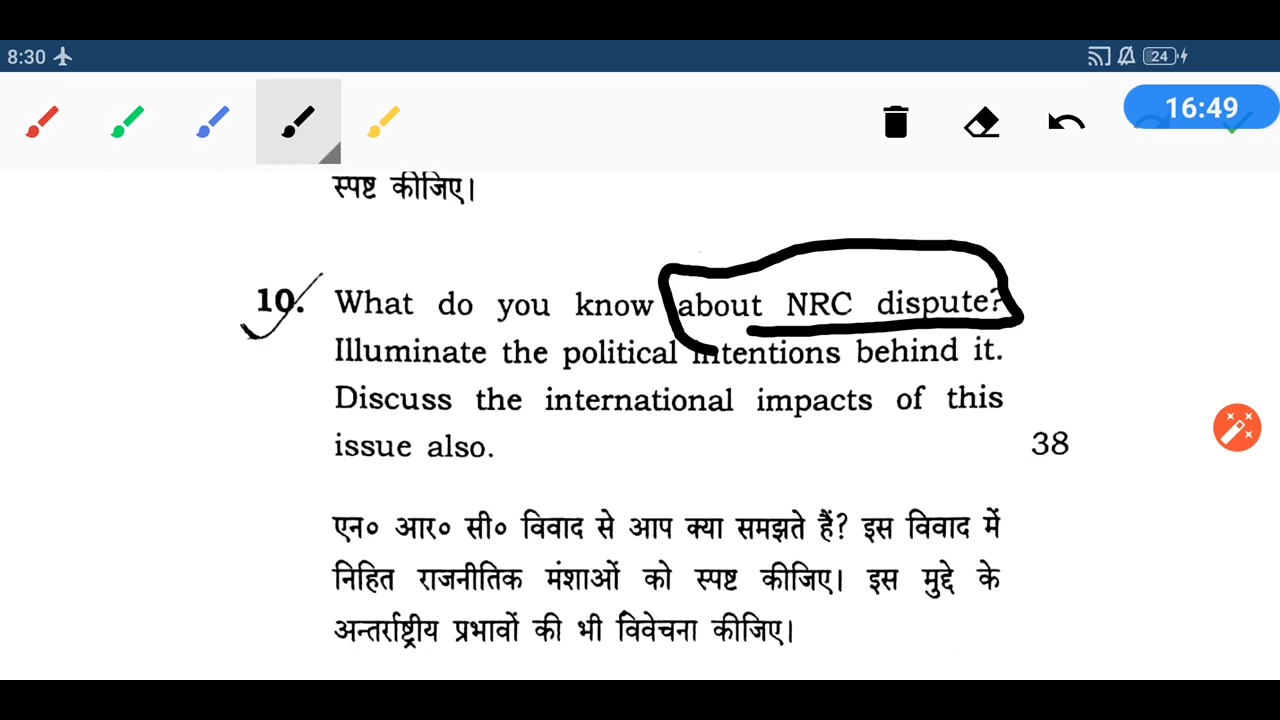 8:30
24
16:49
स्पष्ट कीजिए।
10. What do you know about NRC dispute?
Illuminate the political intentions behind it.
Discuss the international impacts of this
issue also. 38
एन० आर० सी० विवाद से आप क्या समझते हैं? इस विवाद में
निहित राजनीतिक मंशाओं को स्पष्ट कीजिए। इस मुद्दे के
अन्तर्राष्ट्रीय प्रभावों की भी विवेचना कीजिए।